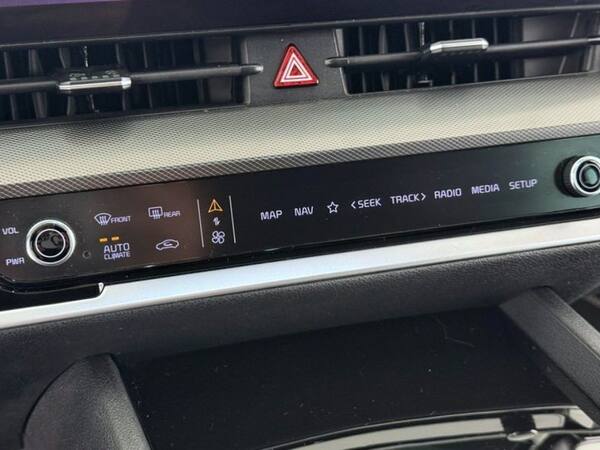 VOL
PWR
FRONT
REAR
AUTO
CLIMATE
MAP NAV <SEEK TRACK> RADIO MEDIA SETUP